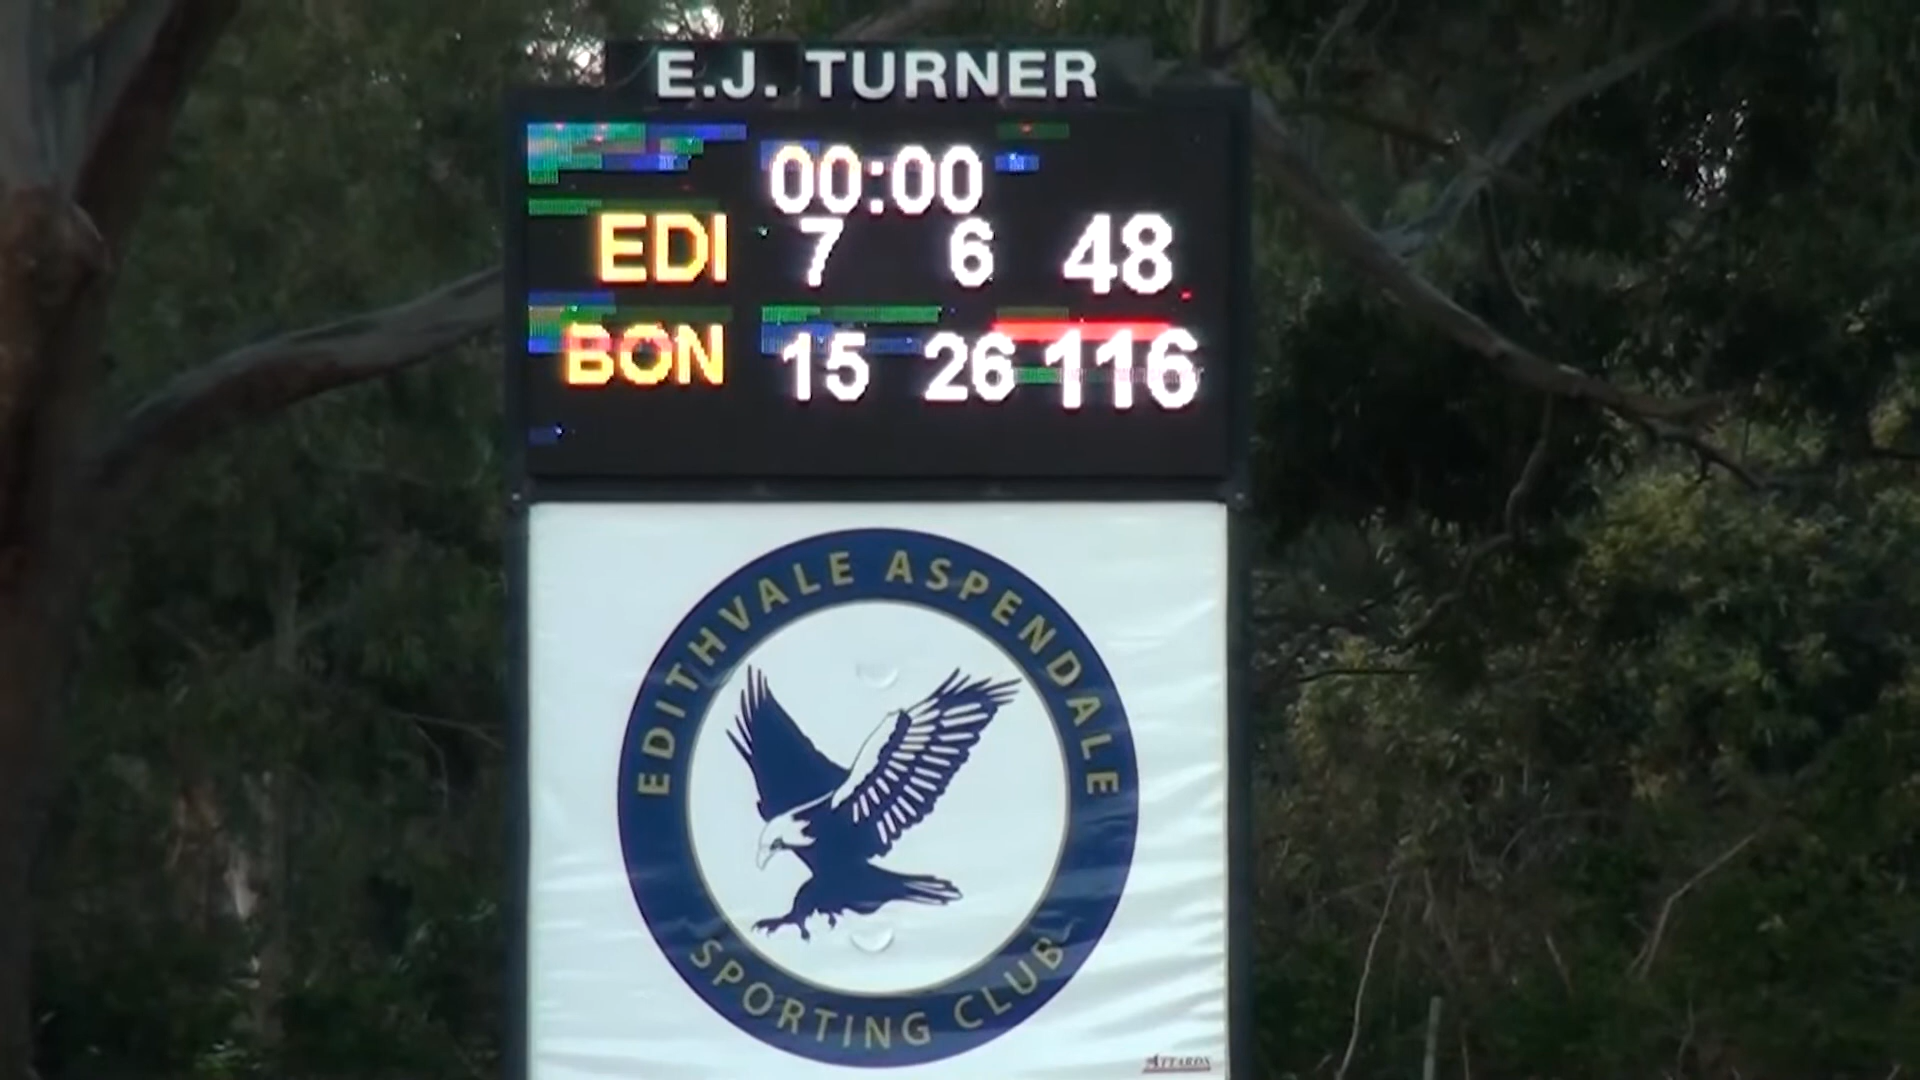 E.J. TURNER
00:00
EDI 7 6 48
BON 15 26 116
EDITHVALE ASPENDALE
SPORTING CLUB